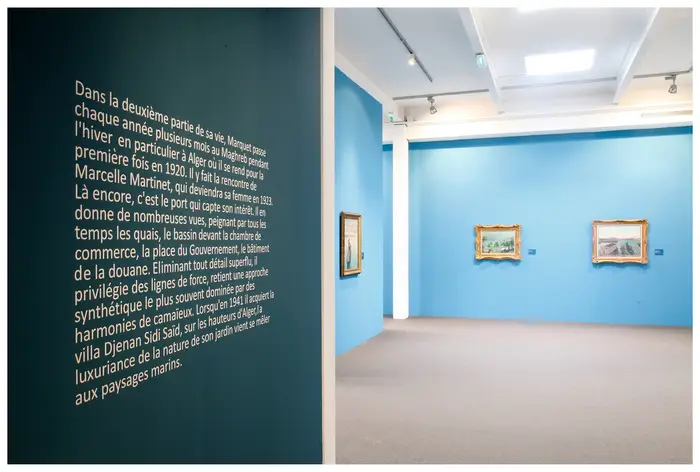 Dans la deuxième partie de sa vie, Marquet passe
chaque année plusieurs mois au Maghreb pendant
l'hiver en particulier à Alger où il se rend pour la
première fois en 1920. Il y fait la rencontre de
Marcelle Martinet, qui deviendra sa femme en 1923.
Là encore, c'est le port qui capte son intérêt. Il en
donne de nombreuses vues, peignant par tous les
temps les quais, le bassin devant la chambre de
commerce, la place du Gouvernement, le bâtiment
de la douane. Eliminant tout détail superflu, il
privilégie des lignes de force, retient une approche
synthétique le plus souvent dominée par des
harmonies de camaïeux. Lorsqu'en 1941 il acquiert la
villa Djenan Sidi Saïd, sur les hauteurs d'Alger, la
luxuriance de la nature de son jardin vient se mêler
aux paysages marins.